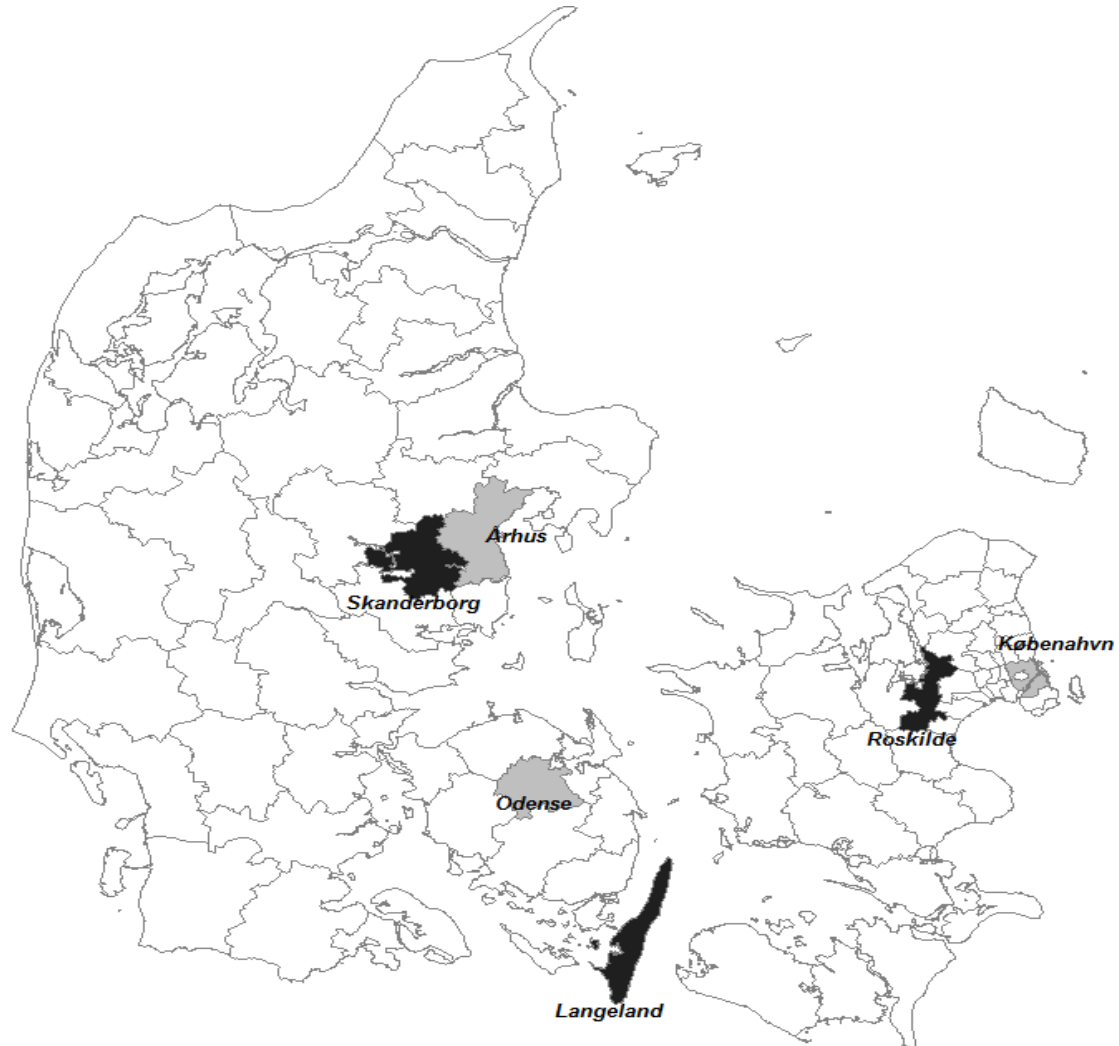 Århus
Skanderborg
København
Roskilde
Odense
Langeland